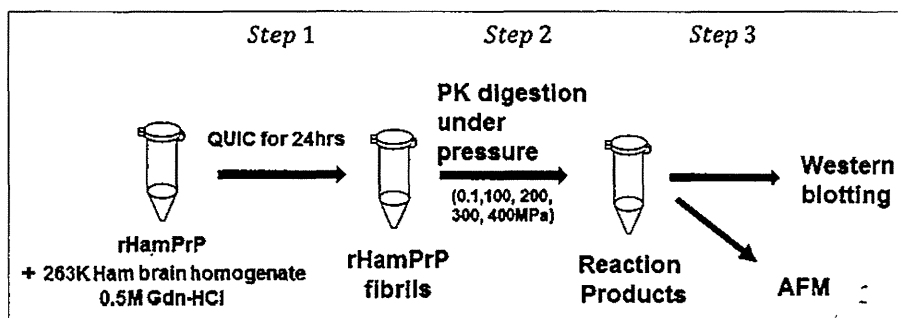 Step 1
Step 2
Step 3
QUIC for 24hrs
PK digestion
under
pressure
(0.1,100, 200,
300, 400MPa)
Western
blotting
rHamPrP
+ 263K Ham brain homogenate
0.5M Gdn-HCl
rHamPrP
fibrils
Reaction
Products
AFM